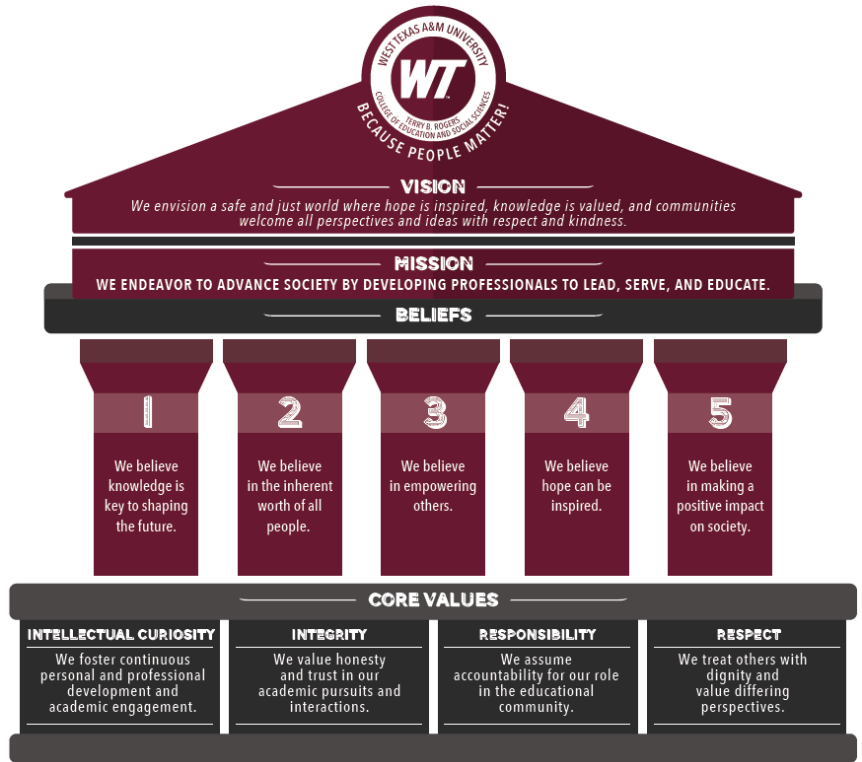 WEST TEXAS A&M UNIVERSITY
WT
TERRY B. ROGERS
COLLEGE OF EDUCATION AND SOCIAL SCIENCES
BECAUSE PEOPLE MATTER!
VISION
We envision a safe and just world where hope is inspired, knowledge is valued, and communities
welcome all perspectives and ideas with respect and kindness.
MISSION
WE ENDEAVOR TO ADVANCE SOCIETY BY DEVELOPING PROFESSIONALS TO LEAD, SERVE, AND EDUCATE.
BELIEFS
1
We believe
knowledge is
key to shaping
the future.
2
We believe
in the inherent
worth of all
people.
3
We believe
in empowering
others.
4
We believe
hope can be
inspired.
5
We believe
in making a
positive impact
on society.
CORE VALUES
INTELLECTUAL CURIOSITY
We foster continuous
personal and professional
development and
academic engagement.
INTEGRITY
We value honesty
and trust in our
academic pursuits and
interactions.
RESPONSIBILITY
We assume
accountability for our role
in the educational
community.
RESPECT
We treat others with
dignity and
value differing
perspectives.